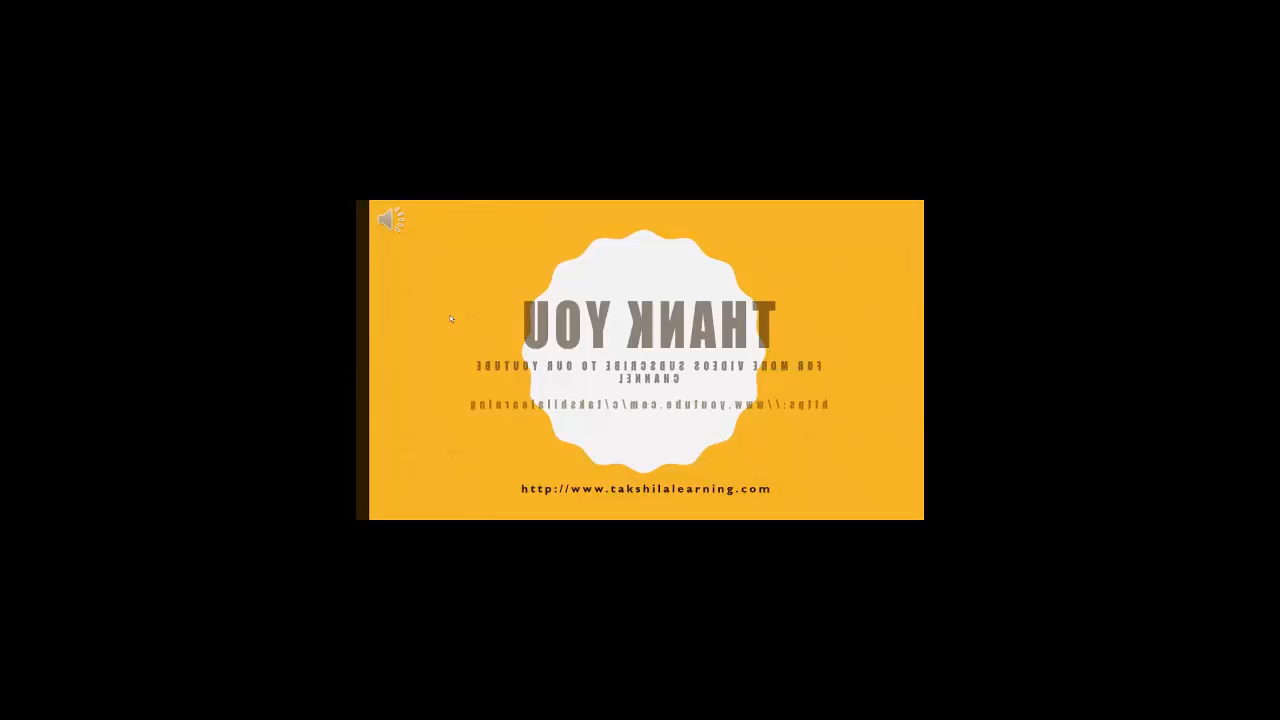 THANK YOU
FOR MORE VIDEOS SUBSCRIBE TO OUR YOUTUBE
CHANNEL
https://www.youtube.com/c/takshilalearning
http://www.takshilalearning.com